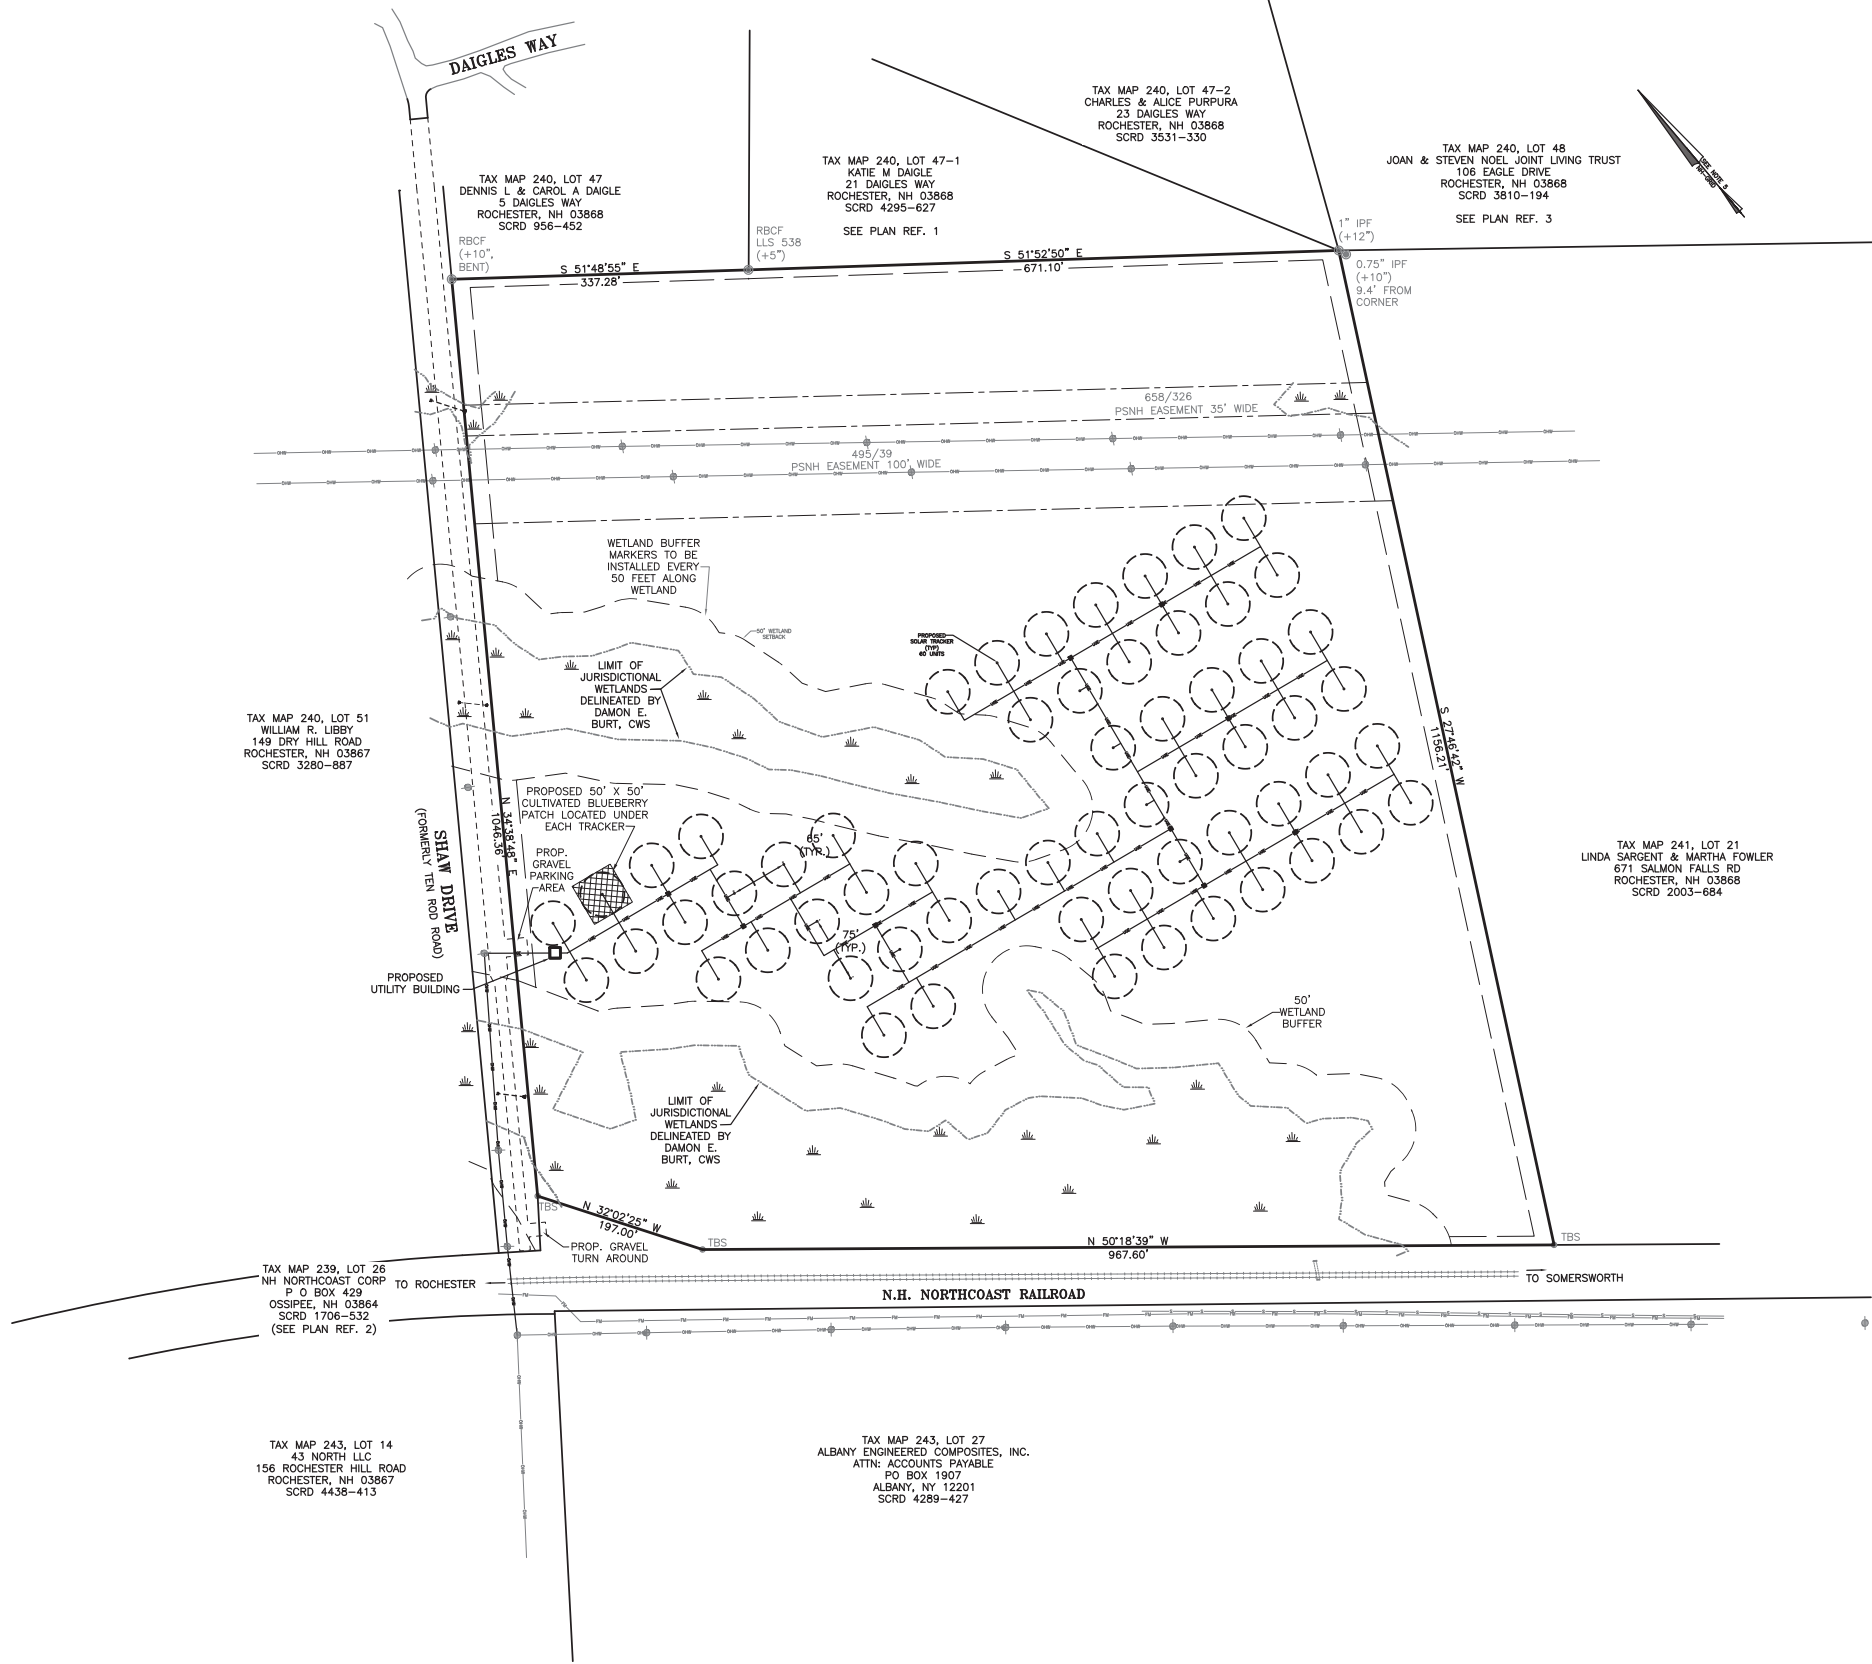 DAIGLES WAY
TAX MAP 240, LOT 47-2
CHARLES & ALICE PURPURA
23 DAIGLES WAY
ROCHESTER, NH 03868
SCRD 3531-330
TAX MAP 240, LOT 48
JOAN & STEVEN NOEL JOINT LIVING TRUST
106 EAGLE DRIVE
ROCHESTER, NH 03868
SCRD 3810-194
SEE PLAN REF. 3
SEE NOTE 5
NH-GRID
TAX MAP 240, LOT 47
DENNIS L & CAROL A DAIGLE
5 DAIGLES WAY
ROCHESTER, NH 03868
SCRD 956-452
TAX MAP 240, LOT 47-1
KATIE M DAIGLE
21 DAIGLES WAY
ROCHESTER, NH 03868
SCRD 4295-627
SEE PLAN REF. 1
RBCF
(+10",
BENT)
RBCF
LLS 538
(+5")
1" IPF
(+12")
0.75" IPF
(+10")
9.4' FROM
CORNER
S 51°48'55" E
337.28'
S 51°52'50" E
671.10'
658/326
PSNH EASEMENT 35' WIDE
495/39
PSNH EASEMENT 100' WIDE
WETLAND BUFFER
MARKERS TO BE
INSTALLED EVERY
50 FEET ALONG
WETLAND
50' WETLAND
SETBACK
PROPOSED
SOLAR TRACKER
(TYP)
60 UNITS
LIMIT OF
JURISDICTIONAL
WETLANDS
DELINEATED BY
DAMON E.
BURT, CWS
TAX MAP 240, LOT 51
WILLIAM R. LIBBY
149 DRY HILL ROAD
ROCHESTER, NH 03867
SCRD 3280-887
S 27°46'42" W
1156.21'
N 34°38'48" E
1046.36'
PROPOSED 50' X 50'
CULTIVATED BLUEBERRY
PATCH LOCATED UNDER
EACH TRACKER
65'
(TYP.)
PROP.
GRAVEL
PARKING
AREA
SHAW DRIVE
(FORMERLY TEN ROD ROAD)
75'
(TYP.)
PROPOSED
UTILITY BUILDING
TAX MAP 241, LOT 21
LINDA SARGENT & MARTHA FOWLER
671 SALMON FALLS RD
ROCHESTER, NH 03868
SCRD 2003-684
50'
WETLAND
BUFFER
LIMIT OF
JURISDICTIONAL
WETLANDS
DELINEATED BY
DAMON E.
BURT, CWS
TBS
N 32°02'25" W
197.00'
TBS
N 50°18'39" W
967.60'
TBS
PROP. GRAVEL
TURN AROUND
TAX MAP 239, LOT 26
NH NORTHCOAST CORP
P O BOX 429
OSSIPEE, NH 03864
SCRD 1706-532
(SEE PLAN REF. 2)
TO ROCHESTER
TO SOMERSWORTH
N.H. NORTHCOAST RAILROAD
TAX MAP 243, LOT 14
43 NORTH LLC
156 ROCHESTER HILL ROAD
ROCHESTER, NH 03867
SCRD 4438-413
TAX MAP 243, LOT 27
ALBANY ENGINEERED COMPOSITES, INC.
ATTN: ACCOUNTS PAYABLE
PO BOX 1907
ALBANY, NY 12201
SCRD 4289-427